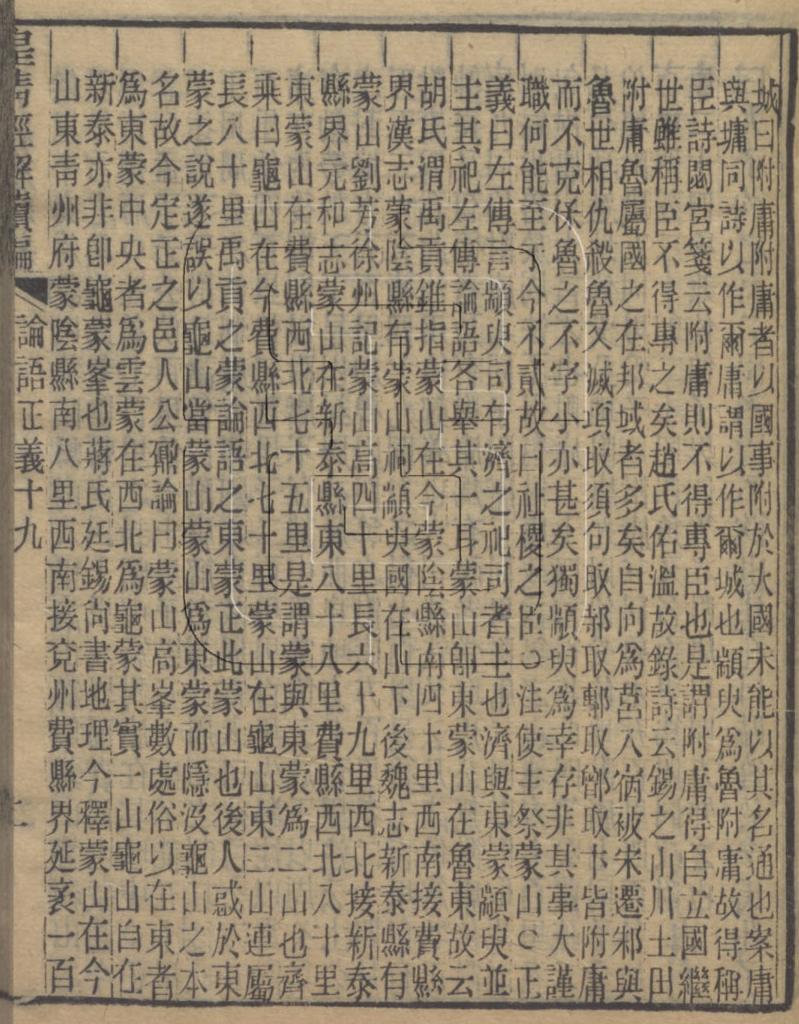 城曰附庸附庸者以國事附於大國未能以其名通也案庸
與墉同詩以作爾庸謂以作爾城也顓臾爲魯附庸故得稱
臣詩閟宮箋云附庸則不得專臣也是謂附庸得自立國繼
世雖稱臣不得專之矣趙氏佑溫故錄詩云錫之山川土田
附庸魯屬國之在邦域者多矣自向爲莒入宿被宋遷邾與
魯世相仇殺魯又滅項取須句取邿取鄟取鄫取卞皆附庸
而不克保魯之不字小亦甚矣獨顓臾爲幸存非其事大謹
職何能至于今不貳故曰社稷之臣○注使主祭蒙山○正
義曰左傳言顓臾司有濟之祀司者主也濟與東蒙顓臾並
主其祀左傳論語各舉其一耳蒙山卽東蒙山在魯東故云
胡氏渭禹貢錐指蒙山在今蒙陰縣南四十里西南接費縣
界漢志蒙陰縣有蒙山祠顓臾國在山下後魏志新泰縣有
蒙山劉芳徐州記蒙山高四十里長六十九里西北接新泰
縣界元和志蒙山在新泰縣東八十八里費縣西北八十里
東蒙山在費縣西北七十五里是謂蒙與東蒙爲二山也齊
乘曰龜山在今費縣西北七十里蒙山在龜山東二山連屬
長八十里禹貢之蒙論語之東蒙正此蒙山也後人惑於東
蒙之說遂誤以龜山當蒙山蒙山爲東蒙而隱沒龜山之本
名故今定正之邑人公鼐論曰蒙山高峯數處俗以在東者
爲東蒙中央者爲雲蒙在西北爲龜蒙其實一山龜山自在
新泰亦非卽龜蒙峯也蔣氏廷錫尙書地理今釋蒙山在今
山東靑州府蒙陰縣南八里西南接兗州費縣界延袤一百
皇淸經解續編
論語正義十九